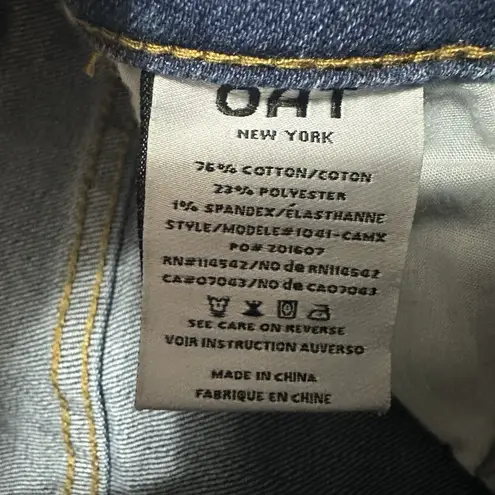 OAT
NEW YORK
76% COTTON/COTON
23% POLYESTER
1% SPANDEX/ÉLASTHANNE
STYLE/MODELE#1041-CAMX
PO# 201607
RN#114542/NO de RN114542
CA#07043/NO de CA07043
SEE CARE ON REVERSE
VOIR INSTRUCTION AUVERSO
MADE IN CHINA
FABRIQUE EN CHINE